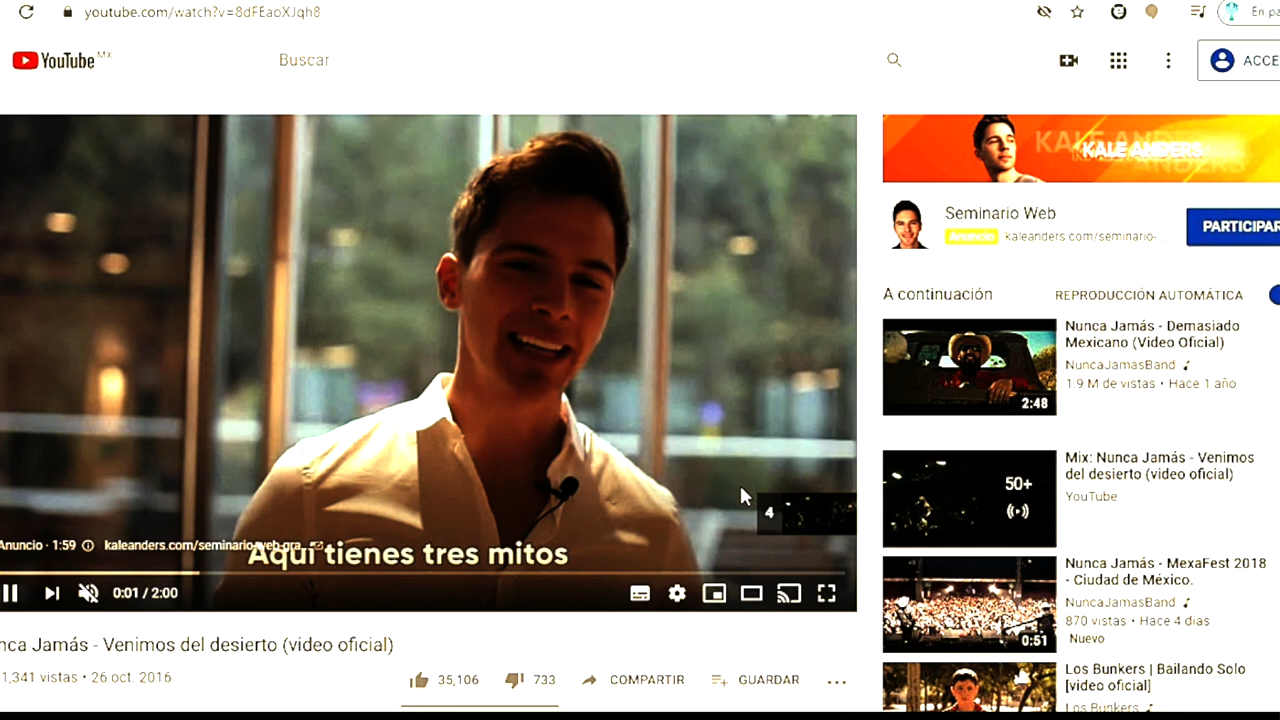 youtube.com/watch?v=8dFEaoXJqh8
En pa
YouTube MX
Buscar
ACCE
KALE ANDERS
Seminario Web
Anuncio kaleanders.com/seminario-...
PARTICIPAR
A continuación
REPRODUCCIÓN AUTOMÁTICA
Nunca Jamás - Demasiado
Mexicano (Video Oficial)
NuncaJamasBand
1.9 M de vistas • Hace 1 año
2:48
Mix: Nunca Jamás - Venimos
del desierto (video oficial)
YouTube
50+
Nunca Jamás - MexaFest 2018
- Ciudad de México.
NuncaJamasBand
870 vistas • Hace 4 días
Nuevo
0:51
Los Bunkers | Bailando Solo
[video oficial]
Los Bunkers
4
Anuncio · 1:59 kaleanders.com/seminario-web-gra...
Aquí tienes tres mitos
0:01 / 2:00
nca Jamás - Venimos del desierto (video oficial)
1,341 vistas • 26 oct. 2016
35,106
733
COMPARTIR
GUARDAR